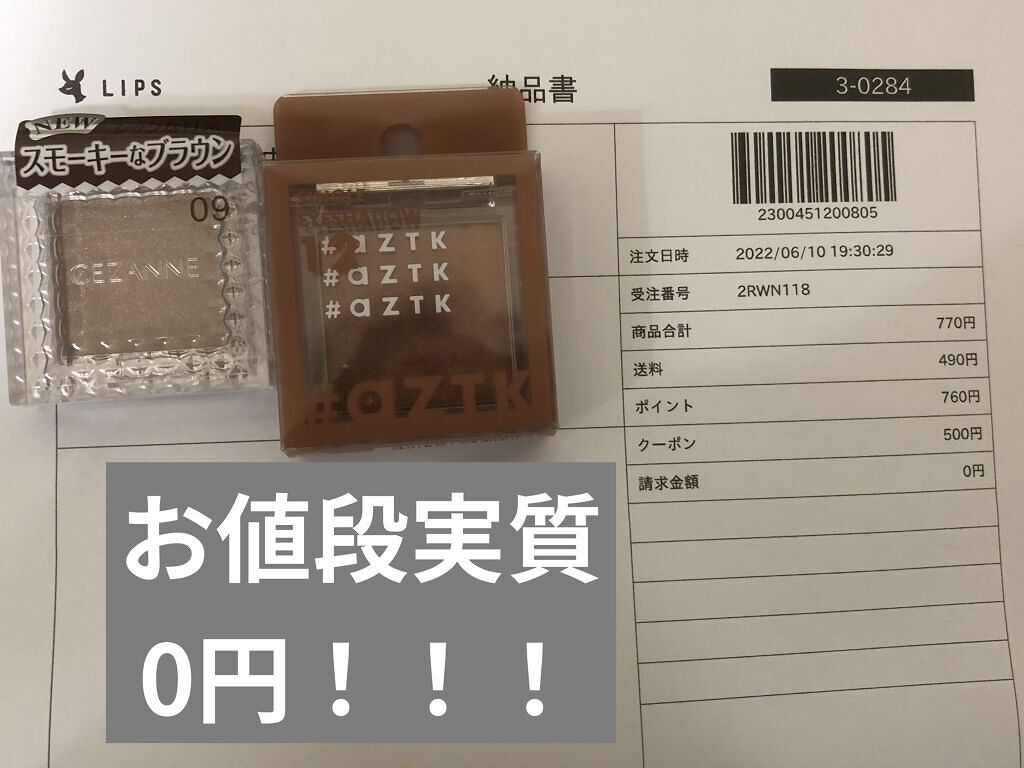 LIPS
納品書
3-0284
NEW
スモーキーなブラウン
09
CEZANNE
EYESHADOW
12
#aZTK
#aZTK
#aZTK
#aZTK
2300451200805
注文日時 2022/06/10 19:30:29
受注番号 2RWN118
商品合計 770円
送料 490円
ポイント 760円
クーポン 500円
請求金額 0円
お値段実質
0円！！！